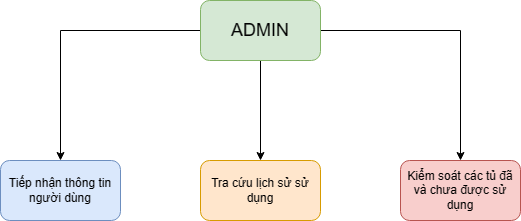 ADMIN
Tiếp nhận thông tin
người dùng
Tra cứu lịch sử sử
dụng
Kiểm soát các tủ đã
và chưa được sử
dụng